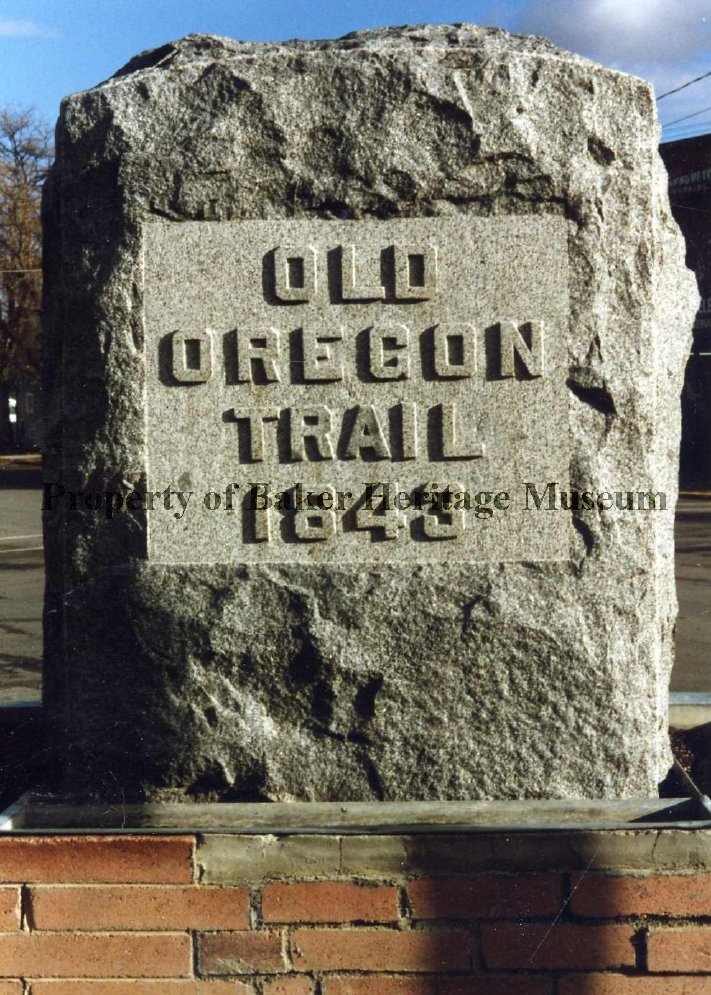 OLD
OREGON
TRAIL
Property of Baker Heritage Museum
1843